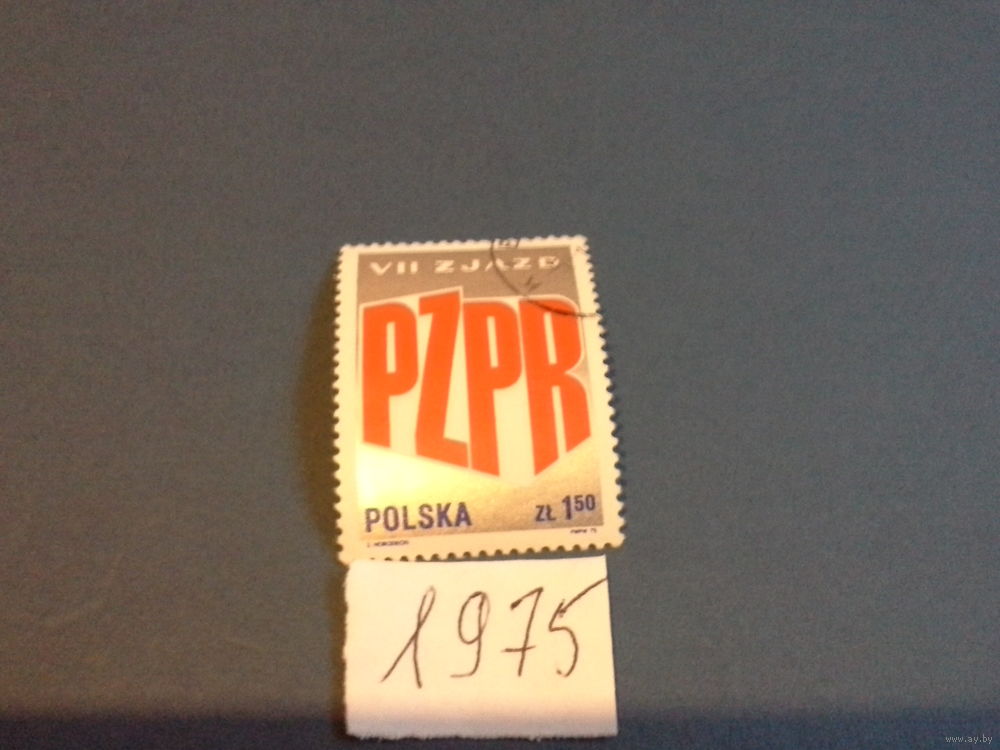 VII ZJAZD
PZPR
POLSKA ZŁ 1 50
1975
www.ay.by